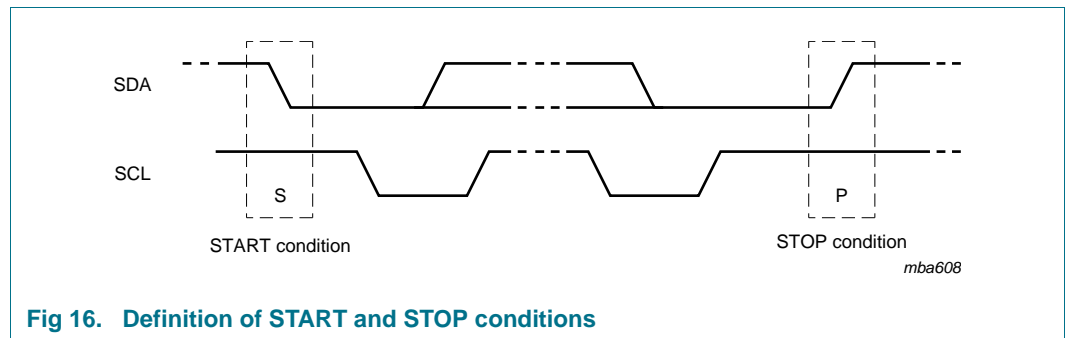 SDA
SCL
S
P
START condition
STOP condition
mba608
Fig 16. Definition of START and STOP conditions